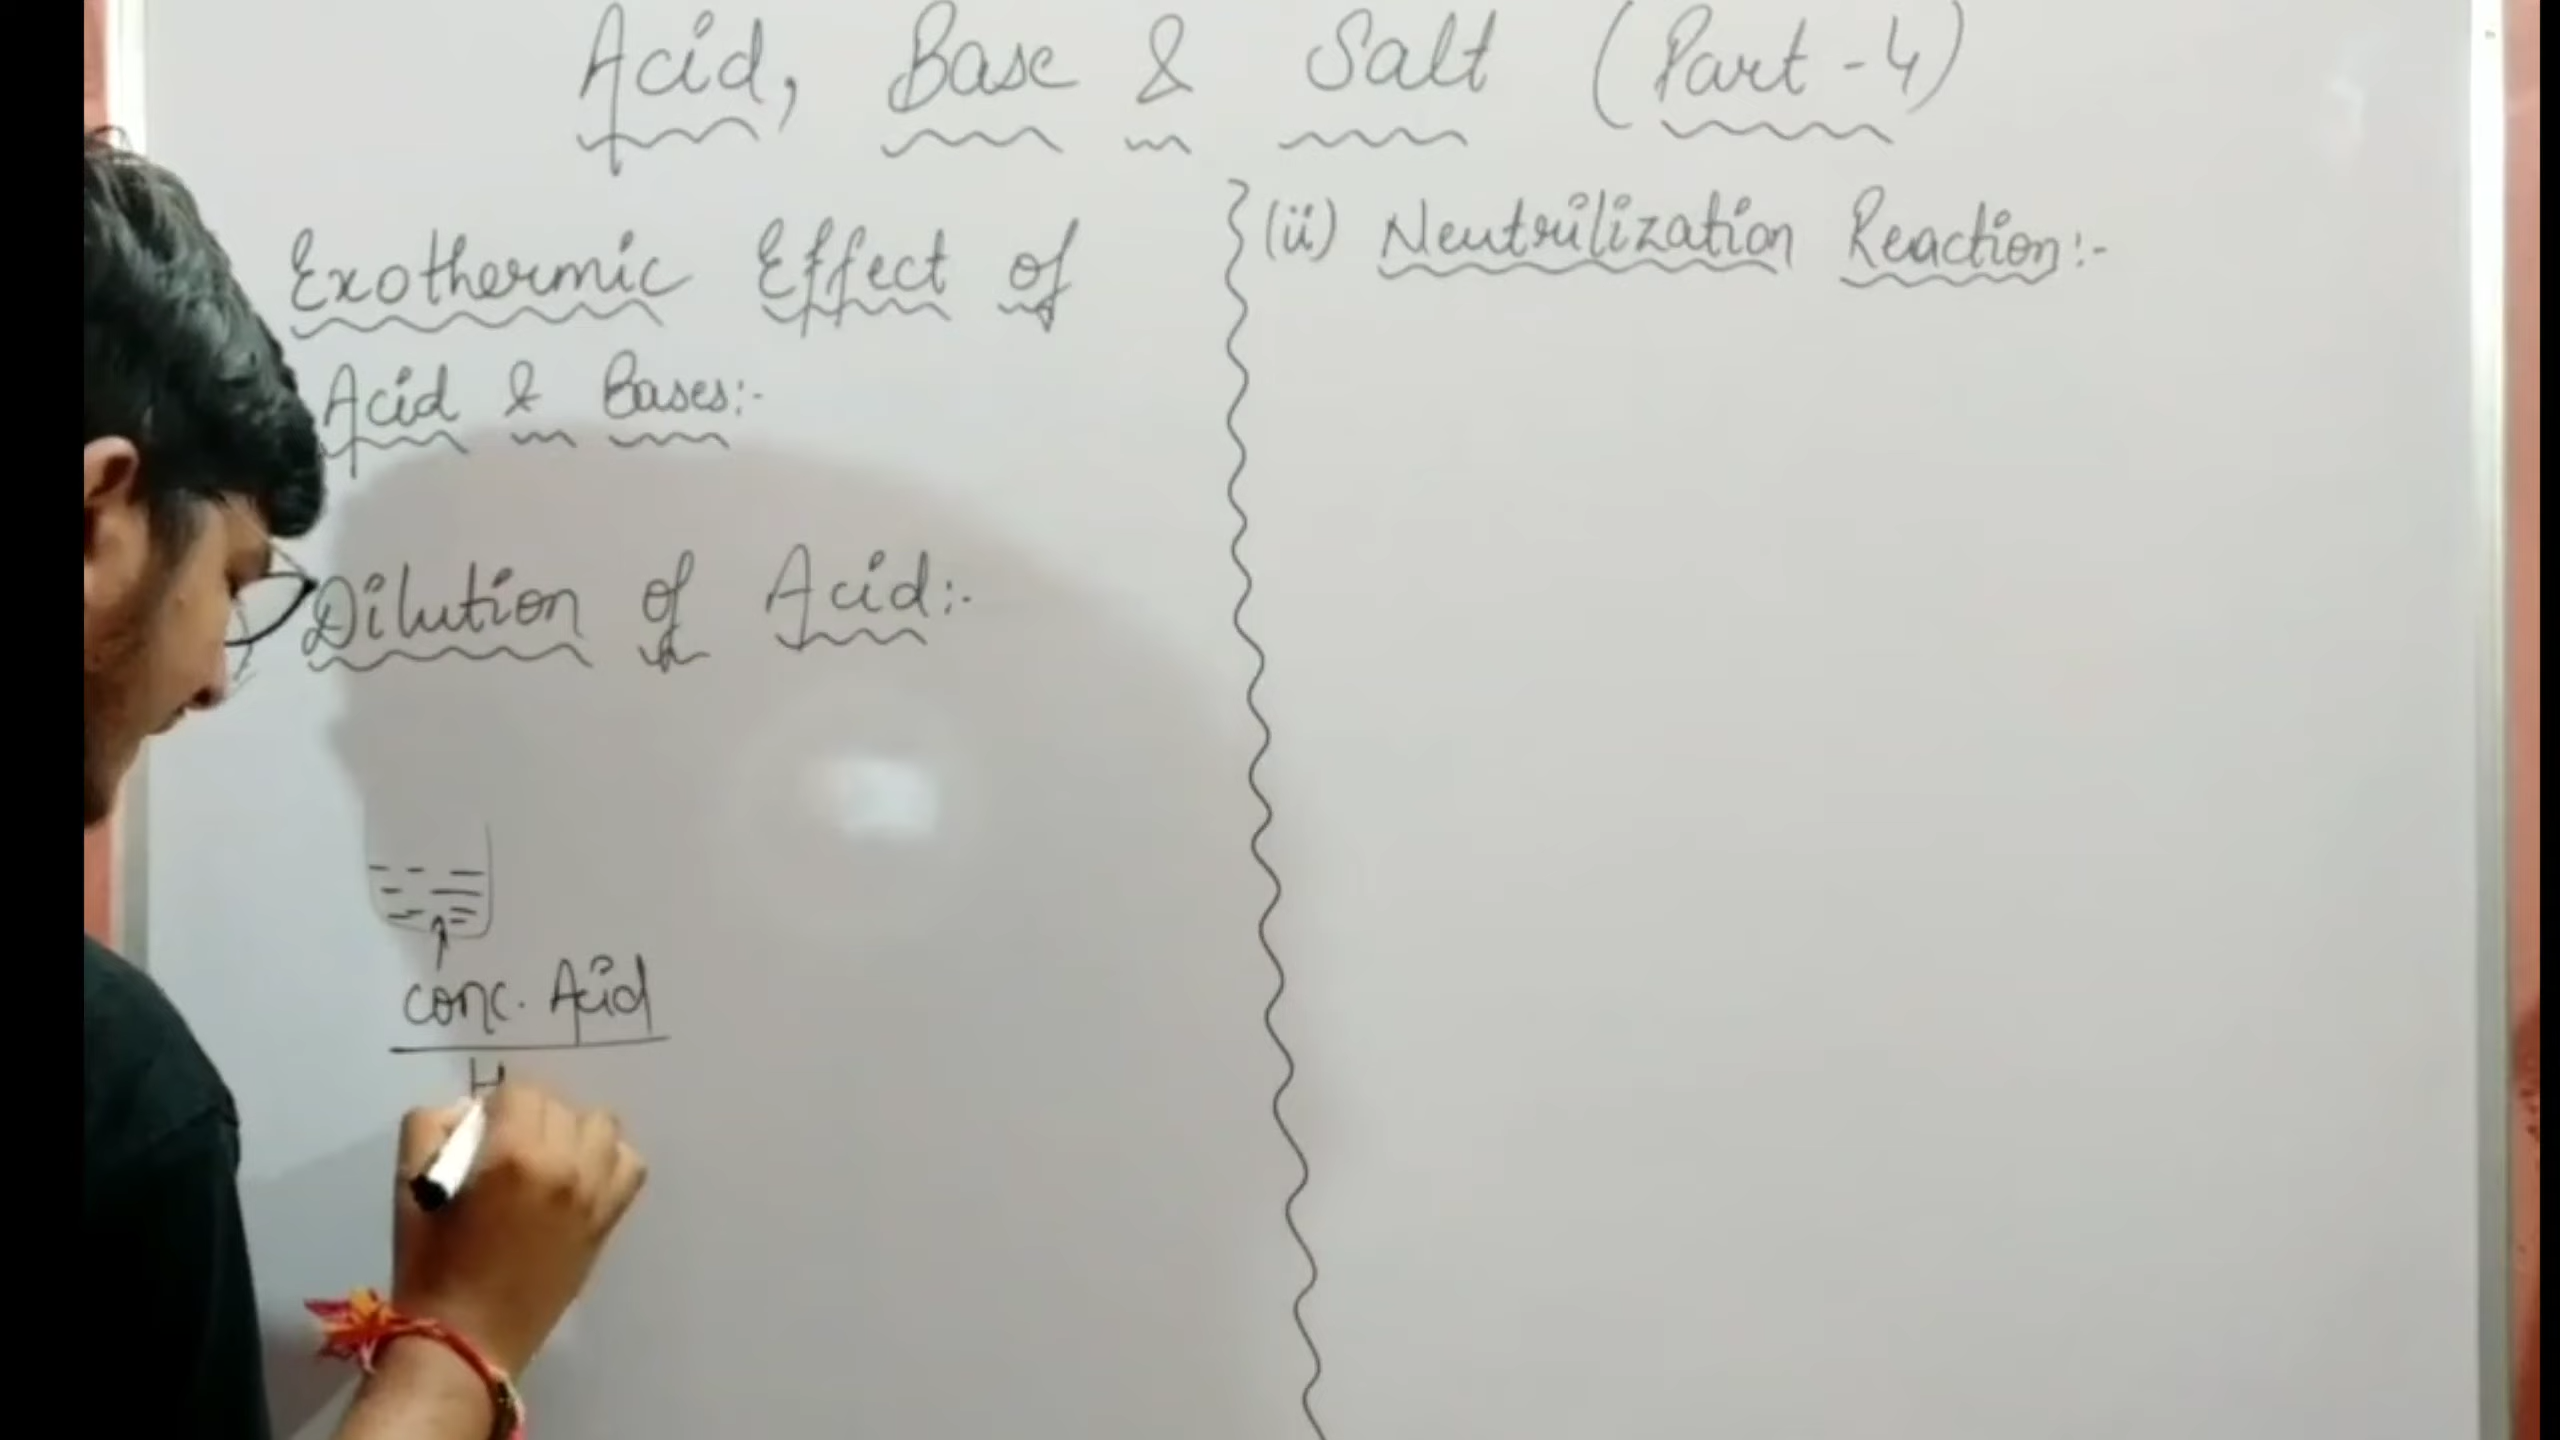 Acid, Base & Salt (Part-4)
Exothermic Effect of
Acid & Bases:-
Dilution of Acid:-
conc. Acid
H
(ii) Neutrilization Reaction:-